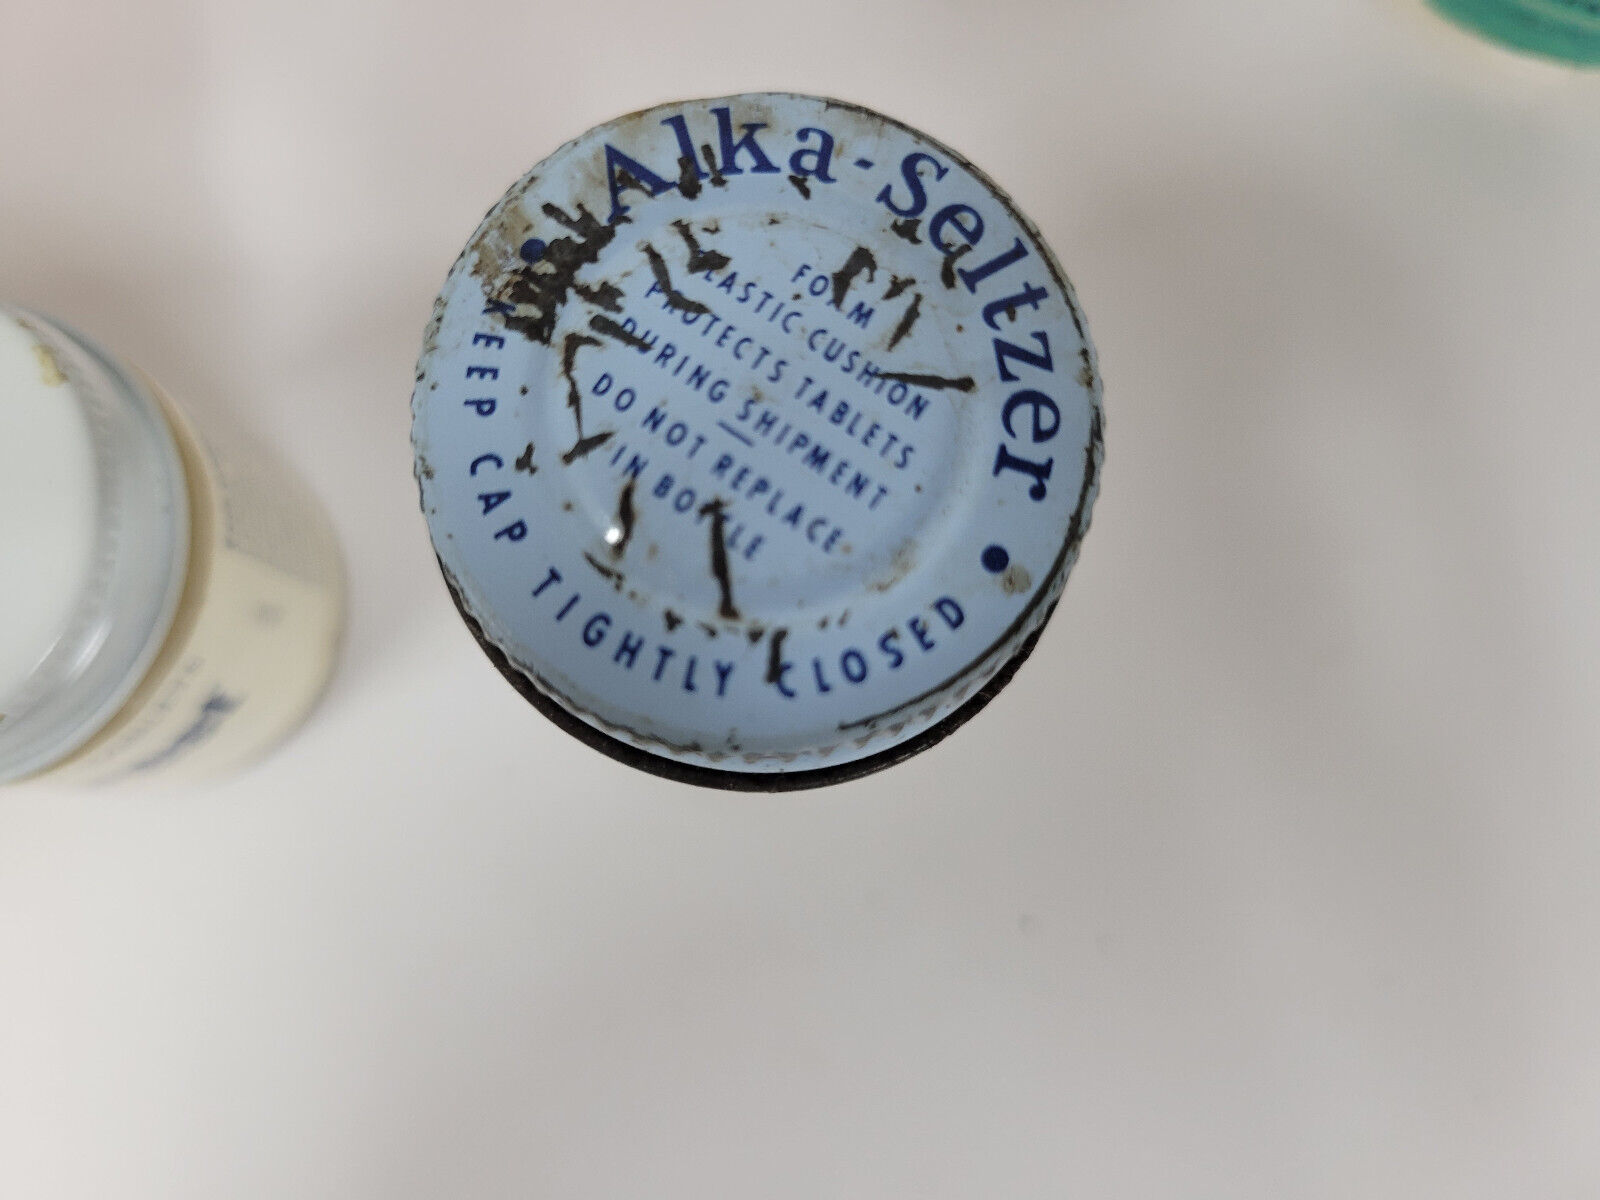 Alka-Seltzer
FOAM
PLASTIC CUSHION
PROTECTS TABLETS
DURING SHIPMENT
DO NOT REPLACE
IN BOTTLE
KEEP CAP TIGHTLY CLOSED